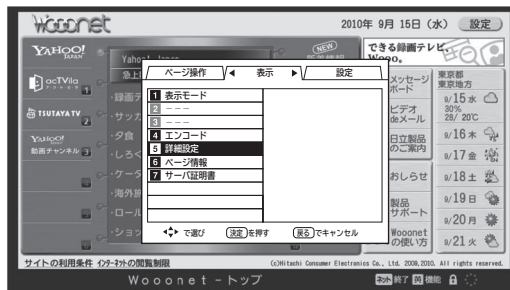 Wooonet
2010年 9月 15日 (水) 設定
YAHOO!
JAPAN
Yahoo! Japan
NEW
できる録画テレビ、
Wooo。
ページ操作 ◀ 表示 ▶ 設定
acTVila
1
急上
メッセージ
ボード
東京都
東京地方
・録画テ
1 表示モード
9/15 水
TSUTAYA TV
2
・サッカ
2 −−−
ビデオ
deメール
30%
28/ 20℃
3 −−−
YAHOO!
動画チャンネル 3
・夕食
4 エンコード
日立製品
のご案内
9/16 木
・しろく
5 詳細設定
9/17 金
・ケータ
6 ページ情報
おしらせ
9/18 土
・海外旅
7 サーバ証明書
製品
サポート
9/19 日
・ロール
9/20 月
・ショッ
で選び 決定 を押す 戻る でキャンセル
Wooonet
の使い方
9/21 火
サイトの利用条件 インターネットの閲覧制限 (c)Hitachi Consumer Electronics Co., Ltd. 2008,2010. All rights reserved.
Wooonet-トップ 終了 機能